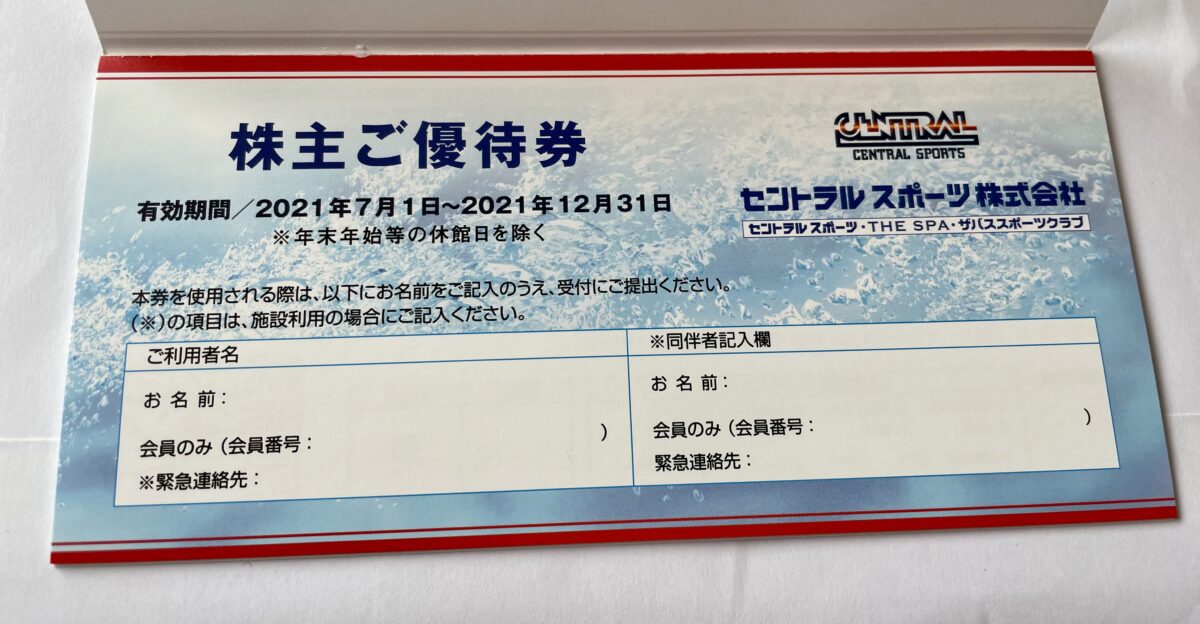 株主ご優待券
有効期間／2021年7月1日〜2021年12月31日
※年末年始等の休館日を除く
CENTRAL
CENTRAL SPORTS
セントラルスポーツ株式会社
セントラルスポーツ・THE SPA・ザバススポーツクラブ
本券を使用される際は、以下にお名前をご記入のうえ、受付にご提出ください。
（※）の項目は、施設利用の場合にご記入ください。
ご利用者名
お名前：
会員のみ（会員番号：　　　）
※緊急連絡先：
※同伴者記入欄
お名前：
会員のみ（会員番号：　　　）
緊急連絡先：